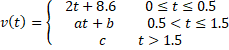 v(t) = { 2t + 8.6 0 ≤ t ≤ 0.5
at + b 0.5 < t ≤ 1.5
c t > 1.5